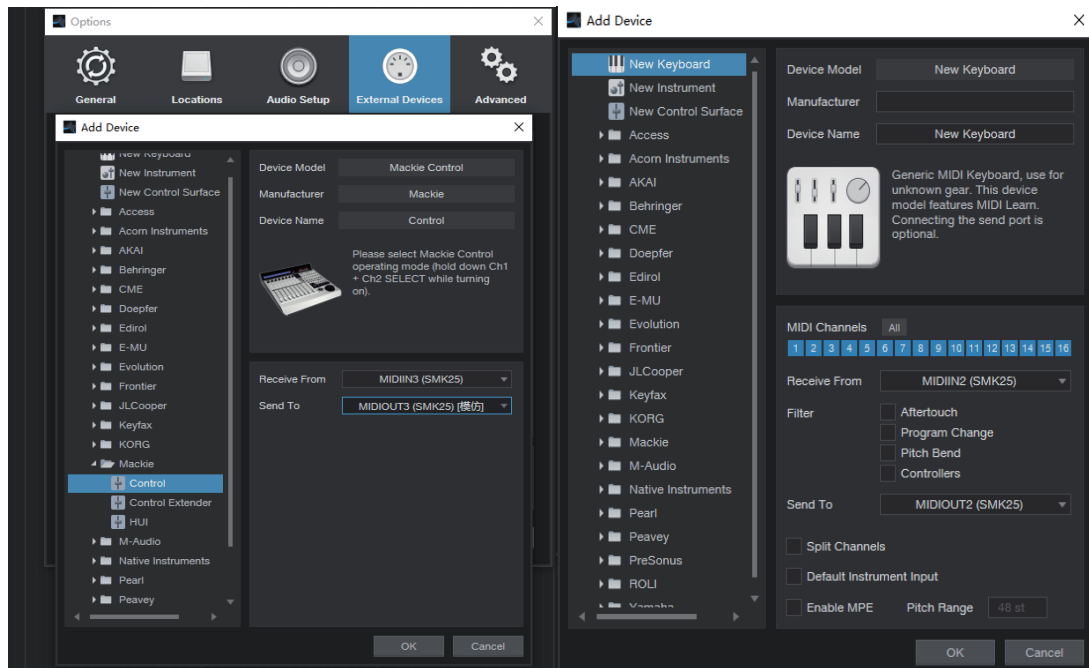 Options
General
Locations
Audio Setup
External Devices
Advanced
Add Device
New Keyboard
New Instrument
New Control Surface
Access
Acorn Instruments
AKAI
Behringer
CME
Doepfer
Edirol
E-MU
Evolution
Frontier
JLCooper
Keyfax
KORG
Mackie
Control
Control Extender
HUI
M-Audio
Native Instruments
Pearl
Peavey
Device Model
Mackie Control
Manufacturer
Mackie
Device Name
Control
Please select Mackie Control
operating mode (hold down Ch1
+ Ch2 SELECT while turning
on).
Receive From
MIDIIN3 (SMK25)
Send To
MIDIOUT3 (SMK25) [模仿]
OK
Cancel
Add Device
New Keyboard
New Instrument
New Control Surface
Access
Acorn Instruments
AKAI
Behringer
CME
Doepfer
Edirol
E-MU
Evolution
Frontier
JLCooper
Keyfax
KORG
Mackie
M-Audio
Native Instruments
Pearl
Peavey
PreSonus
ROLI
Yamaha
Device Model
New Keyboard
Manufacturer
Device Name
New Keyboard
Generic MIDI Keyboard, use for
unknown gear. This device
model features MIDI Learn.
Connecting the send port is
optional.
MIDI Channels
All
1 2 3 4 5 6 7 8 9 10 11 12 13 14 15 16
Receive From
MIDIIN2 (SMK25)
Filter
Aftertouch
Program Change
Pitch Bend
Controllers
Send To
MIDIOUT2 (SMK25)
Split Channels
Default Instrument Input
Enable MPE
Pitch Range
48 st
OK
Cancel